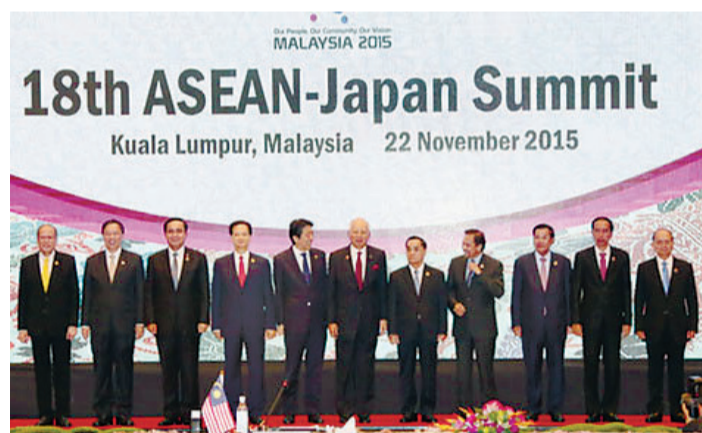 Our People, Our Community, Our Vision
MALAYSIA 2015
18th ASEAN-Japan Summit
Kuala Lumpur, Malaysia 22 November 2015